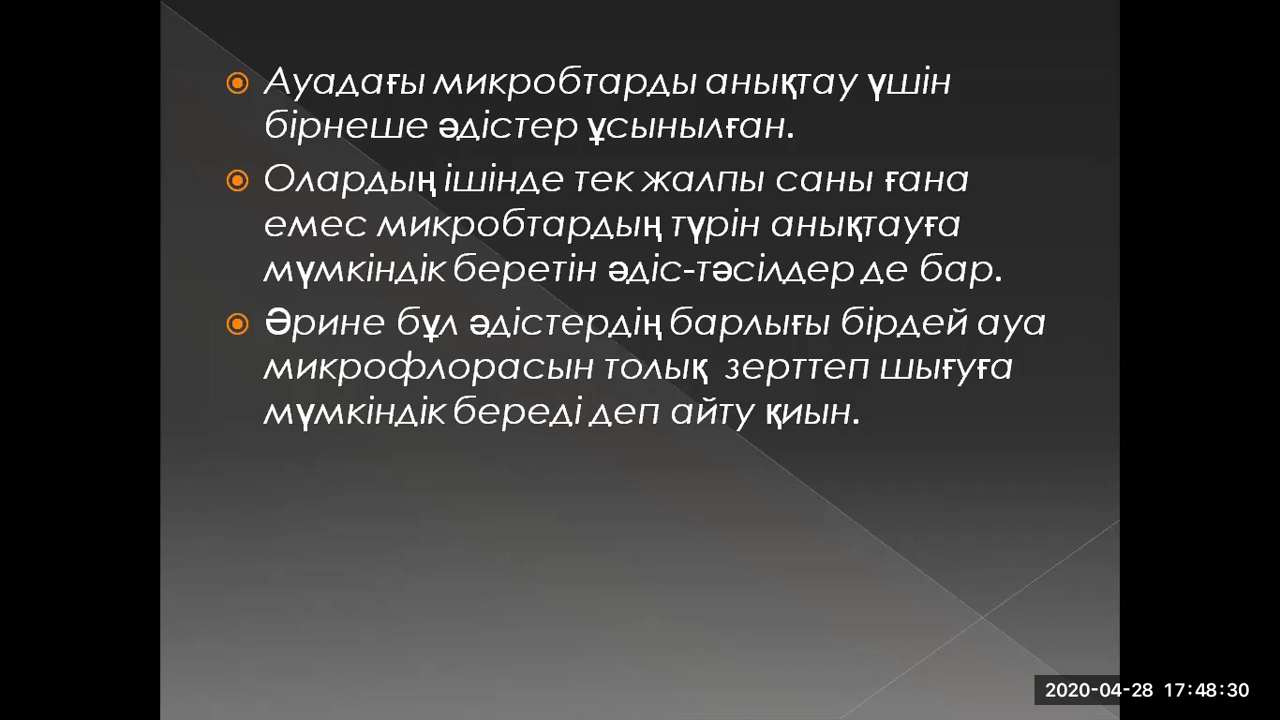 Ауадағы микробтарды анықтау үшін
бірнеше әдістер ұсынылған.
Олардың ішінде тек жалпы саны ғана
емес микробтардың түрін анықтауға
мүмкіндік беретін әдіс-тәсілдер де бар.
Әрине бұл әдістердің барлығы бірдей ауа
микрофлорасын толық зерттеп шығуға
мүмкіндік береді деп айту қиын.
2020-04-28 17:48:30